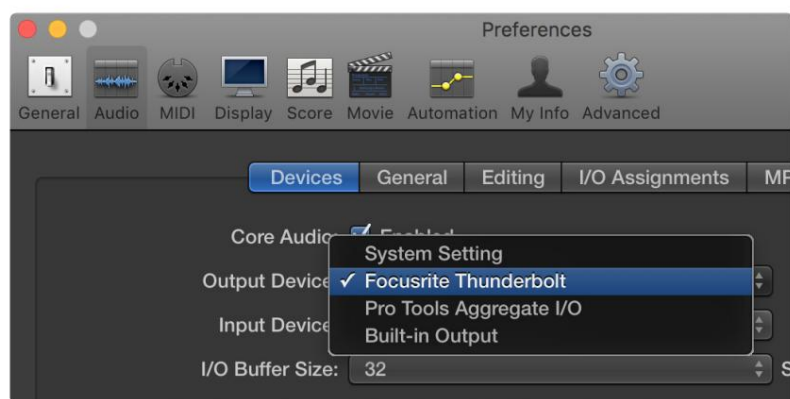 Preferences
General Audio MIDI Display Score Movie Automation My Info Advanced
Devices General Editing I/O Assignments
Core Audio: Enabled
System Setting
Output Device ✓ Focusrite Thunderbolt
Pro Tools Aggregate I/O
Input Device
Built-in Output
I/O Buffer Size: 32